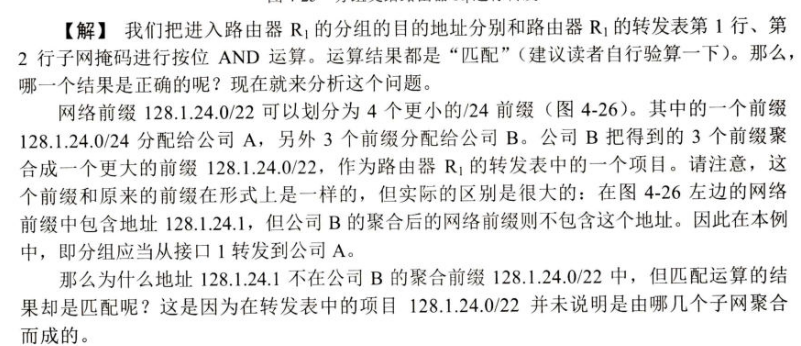 【解】 我们把进入路由器 R₁ 的分组的目的地址分别和路由器 R₁ 的转发表第 1 行、第
2 行子网掩码进行按位 AND 运算。运算结果都是“匹配”（建议读者自行验算一下）。那么，
哪一个结果是正确的呢？现在就来分析这个问题。
网络前缀 128.1.24.0/22 可以划分为 4 个更小的/24 前缀（图 4-26）。其中的一个前缀
128.1.24.0/24 分配给公司 A，另外 3 个前缀分配给公司 B。公司 B 把得到的 3 个前缀聚
合成一个更大的前缀 128.1.24.0/22，作为路由器 R₁ 的转发表中的一个项目。请注意，这
个前缀和原来的前缀在形式上是一样的，但实际的区别是很大的：在图 4-26 左边的网络
前缀中包含地址 128.1.24.1，但公司 B 的聚合后的网络前缀则不包含这个地址。因此在本例
中，即分组应当从接口 1 转发到公司 A。
那么为什么地址 128.1.24.1 不在公司 B 的聚合前缀 128.1.24.0/22 中，但匹配运算的结
果却是匹配呢？这是因为在转发表中的项目 128.1.24.0/22 并未说明是由哪几个子网聚合
而成的。